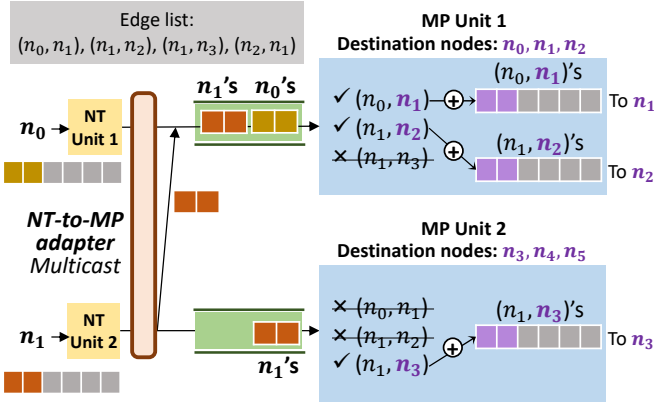 Edge list:
(n₀, n₁), (n₁, n₂), (n₁, n₃), (n₂, n₁)
n₀
NT
Unit 1
NT-to-MP
adapter
Multicast
n₁
NT
Unit 2
n₁'s n₀'s
n₁'s
MP Unit 1
Destination nodes: n₀, n₁, n₂
(n₀, n₁)'s
✓ (n₀, n₁)
+
To n₁
✓ (n₁, n₂)
(n₁, n₂)'s
+
× (n₁, n₃)
To n₂
MP Unit 2
Destination nodes: n₃, n₄, n₅
× (n₀, n₁)
(n₁, n₃)'s
× (n₁, n₂)
+
To n₃
✓ (n₁, n₃)